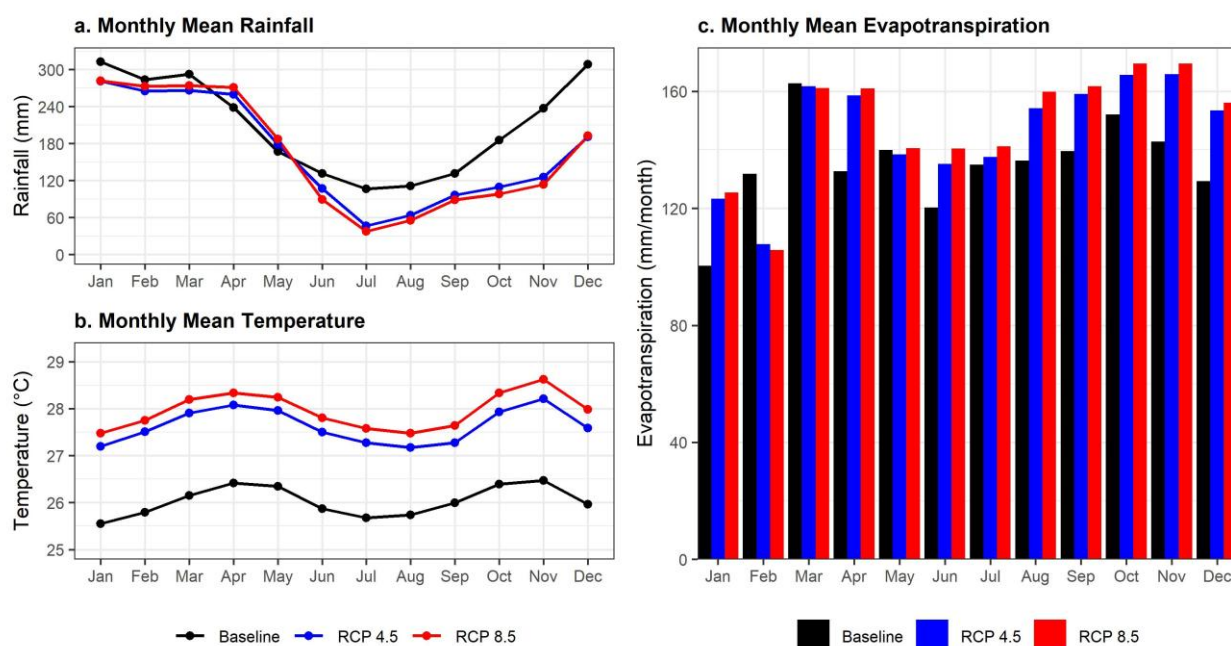 a. Monthly Mean Rainfall
Rainfall (mm)
300
240
180
120
60
0
Jan Feb Mar Apr May Jun Jul Aug Sep Oct Nov Dec
b. Monthly Mean Temperature
Temperature (°C)
29
28
27
26
25
Jan Feb Mar Apr May Jun Jul Aug Sep Oct Nov Dec
Baseline RCP 4.5 RCP 8.5
c. Monthly Mean Evapotranspiration
Evapotranspiration (mm/month)
160
120
80
40
0
Jan Feb Mar Apr May Jun Jul Aug Sep Oct Nov Dec
Baseline RCP 4.5 RCP 8.5